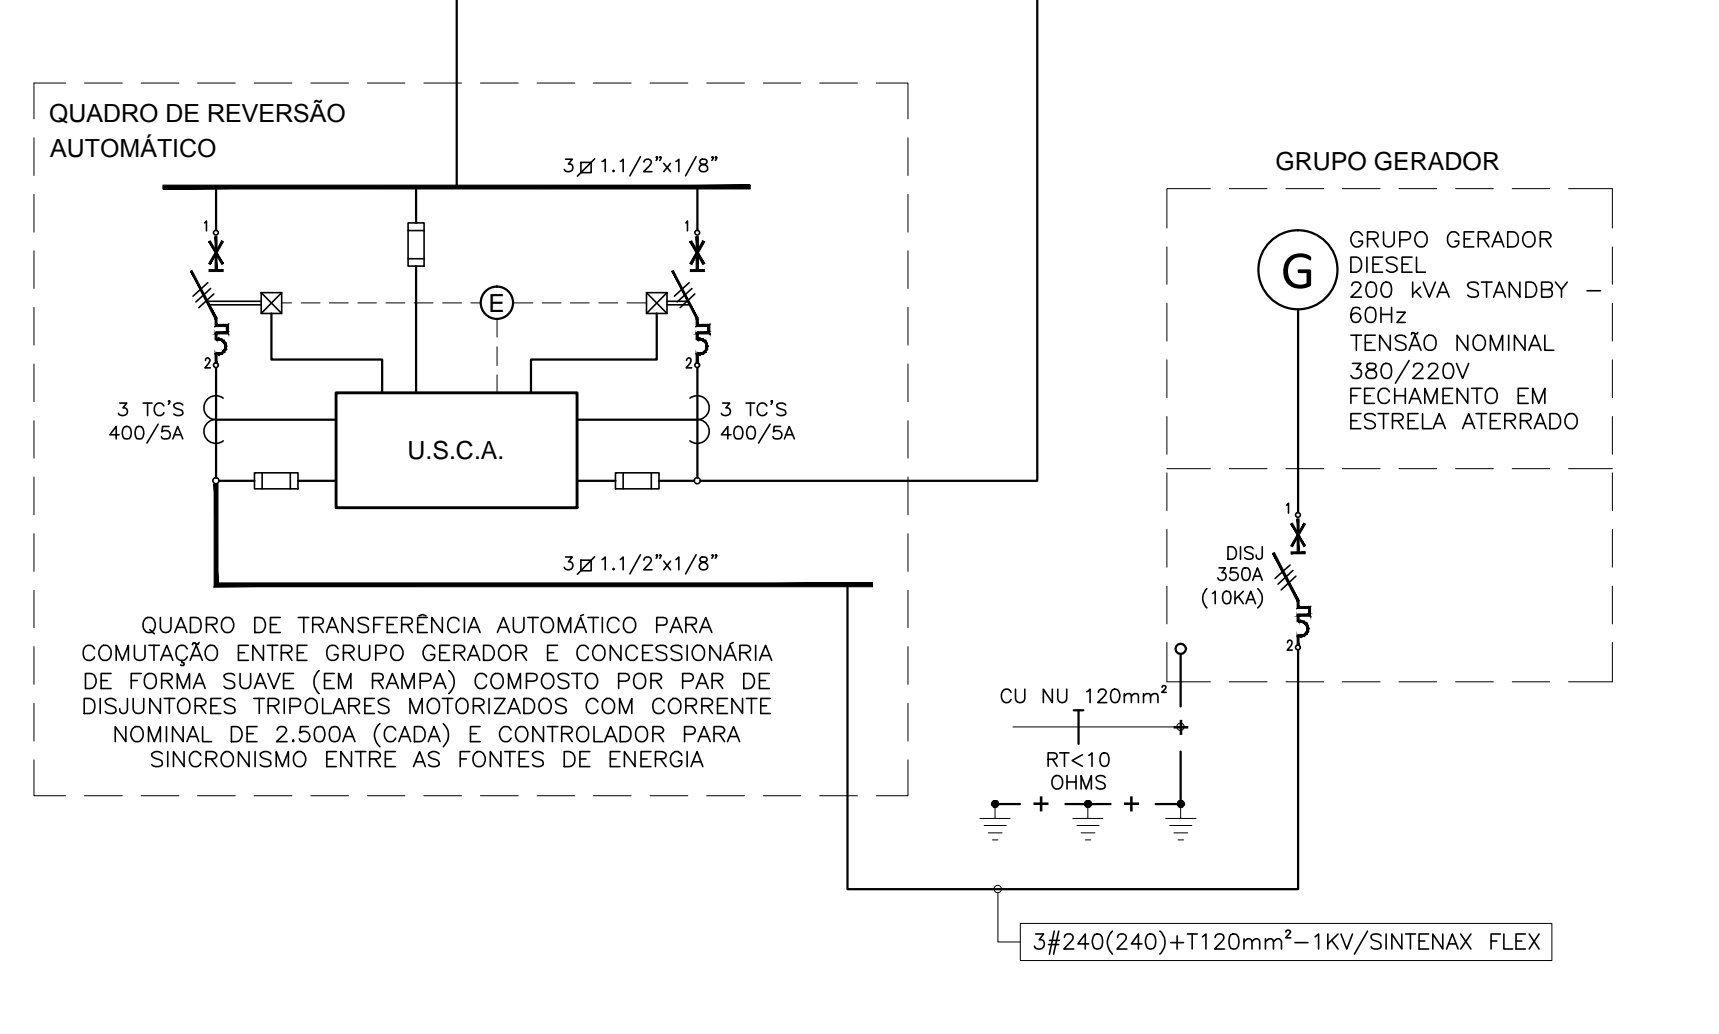 QUADRO DE REVERSÃO
AUTOMÁTICO
3 1.1/2"x1/8"
1
1
E
2
2
3 TC'S
400/5A
3 TC'S
400/5A
U.S.C.A.
3 1.1/2"x1/8"
QUADRO DE TRANSFERÊNCIA AUTOMÁTICO PARA
COMUTAÇÃO ENTRE GRUPO GERADOR E CONCESSIONÁRIA
DE FORMA SUAVE (EM RAMPA) COMPOSTO POR PAR DE
DISJUNTORES TRIPOLARES MOTORIZADOS COM CORRENTE
NOMINAL DE 2.500A (CADA) E CONTROLADOR PARA
SINCRONISMO ENTRE AS FONTES DE ENERGIA
GRUPO GERADOR
G
GRUPO GERADOR
DIESEL
200 kVA STANDBY –
60Hz
TENSÃO NOMINAL
380/220V
FECHAMENTO EM
ESTRELA ATERRADO
1
DISJ
350A
(10KA)
2
CU NU 120mm²
RT<10
OHMS
3#240(240)+T120mm²–1KV/SINTENAX FLEX